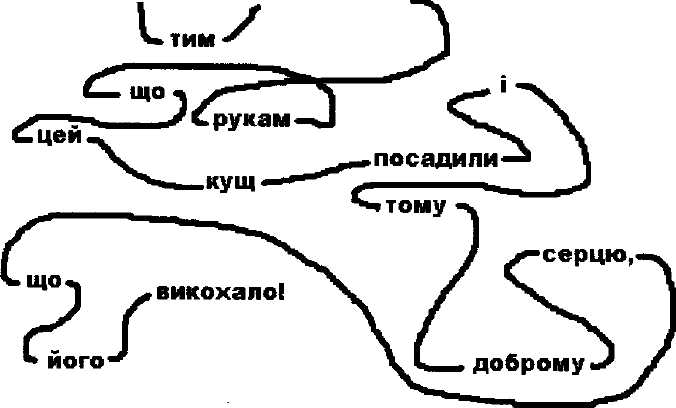 тим
рукам
що
цей
кущ
посадили
і
тому
доброму
серцю,
що
його
викохало!